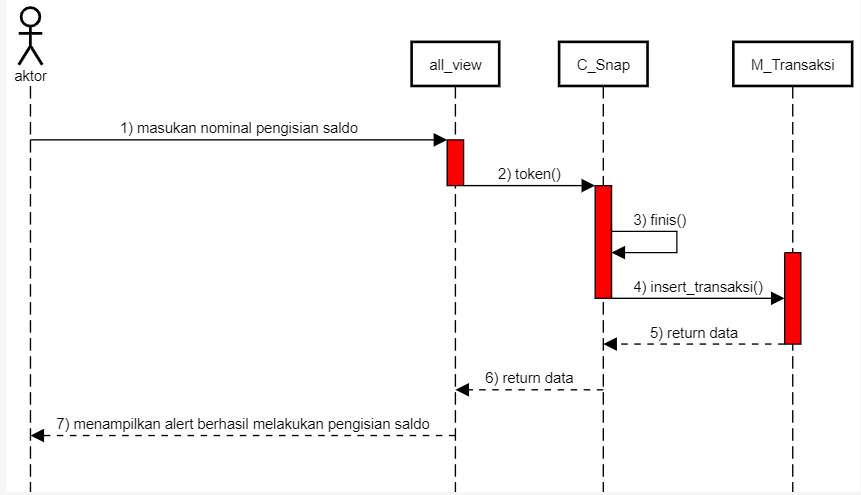 aktor
all_view
C_Snap
M_Transaksi
1) masukan nominal pengisian saldo
2) token()
3) finis()
4) insert_transaksi()
5) return data
6) return data
7) menampilkan alert berhasil melakukan pengisian saldo